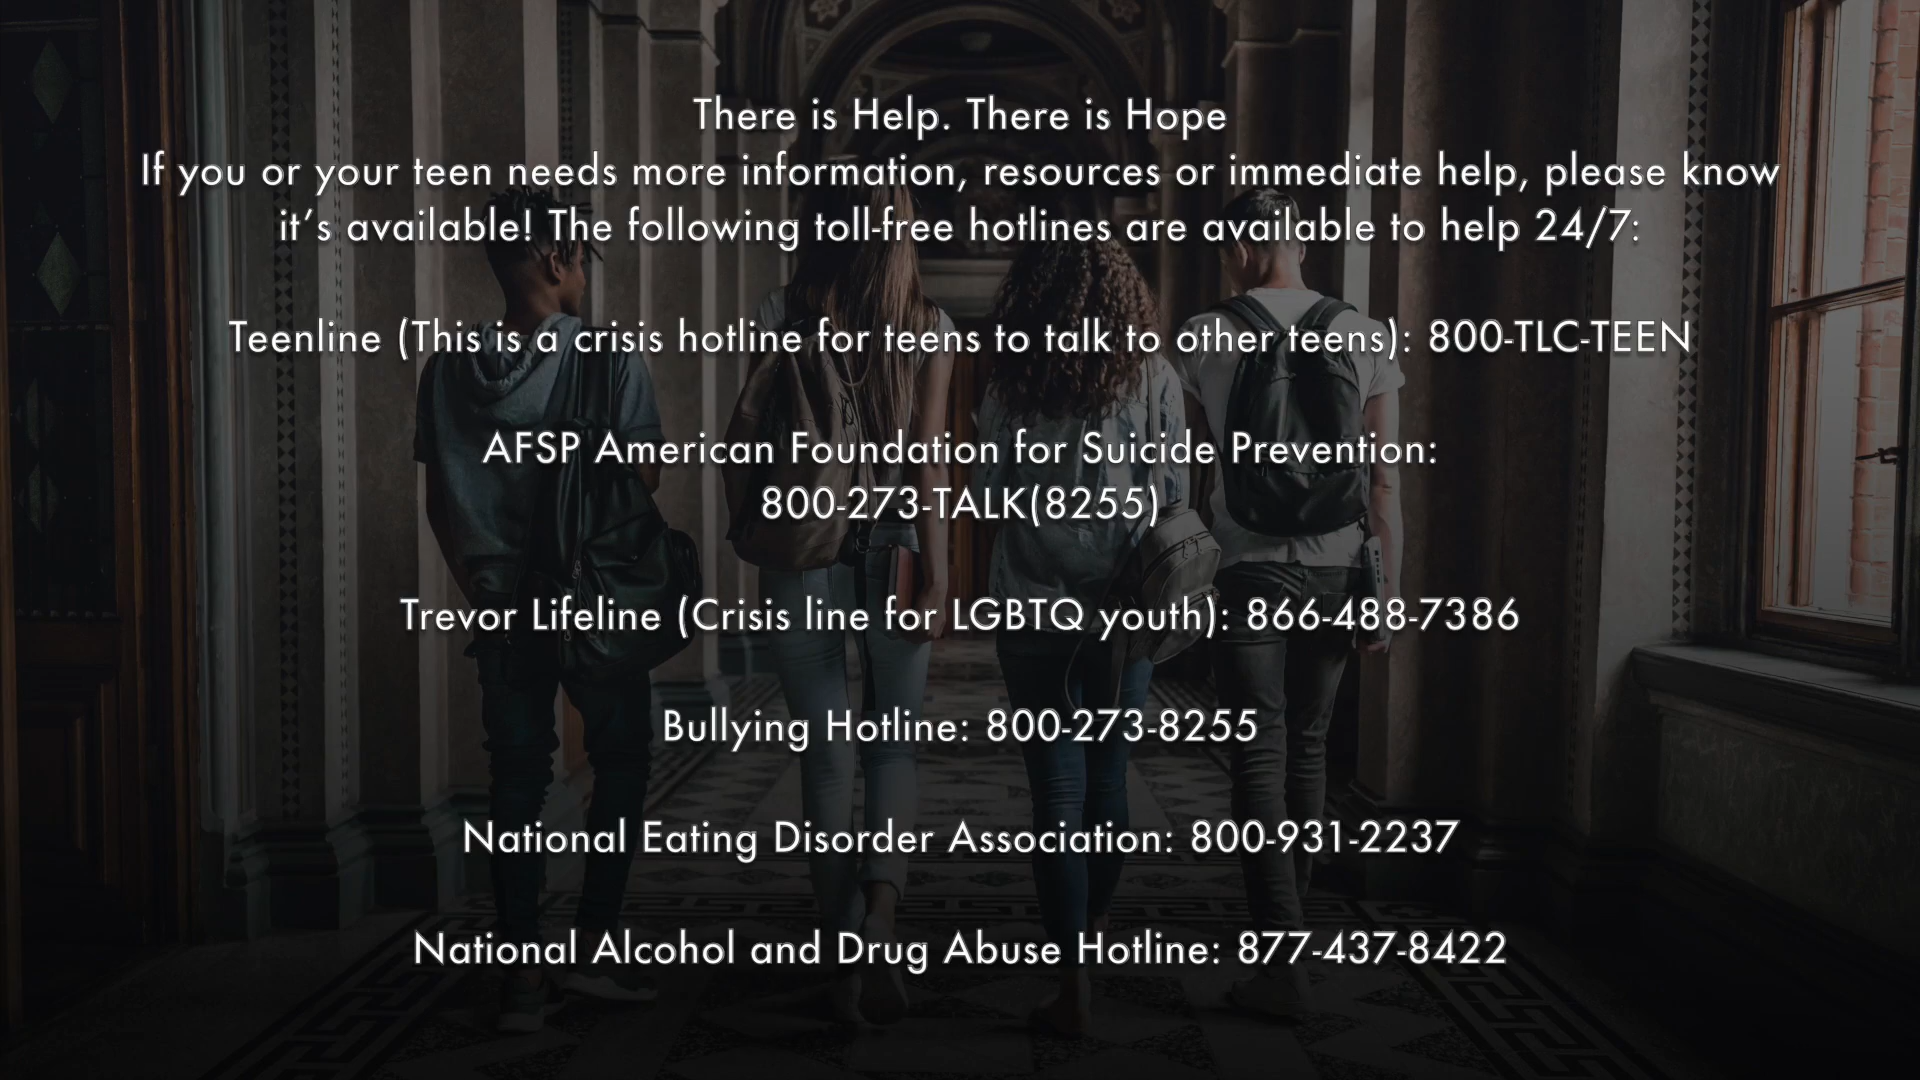 There is Help. There is Hope
If you or your teen needs more information, resources or immediate help, please know
it’s available! The following toll-free hotlines are available to help 24/7:
Teenline (This is a crisis hotline for teens to talk to other teens): 800-TLC-TEEN
AFSP American Foundation for Suicide Prevention:
800-273-TALK(8255)
Trevor Lifeline (Crisis line for LGBTQ youth): 866-488-7386
Bullying Hotline: 800-273-8255
National Eating Disorder Association: 800-931-2237
National Alcohol and Drug Abuse Hotline: 877-437-8422